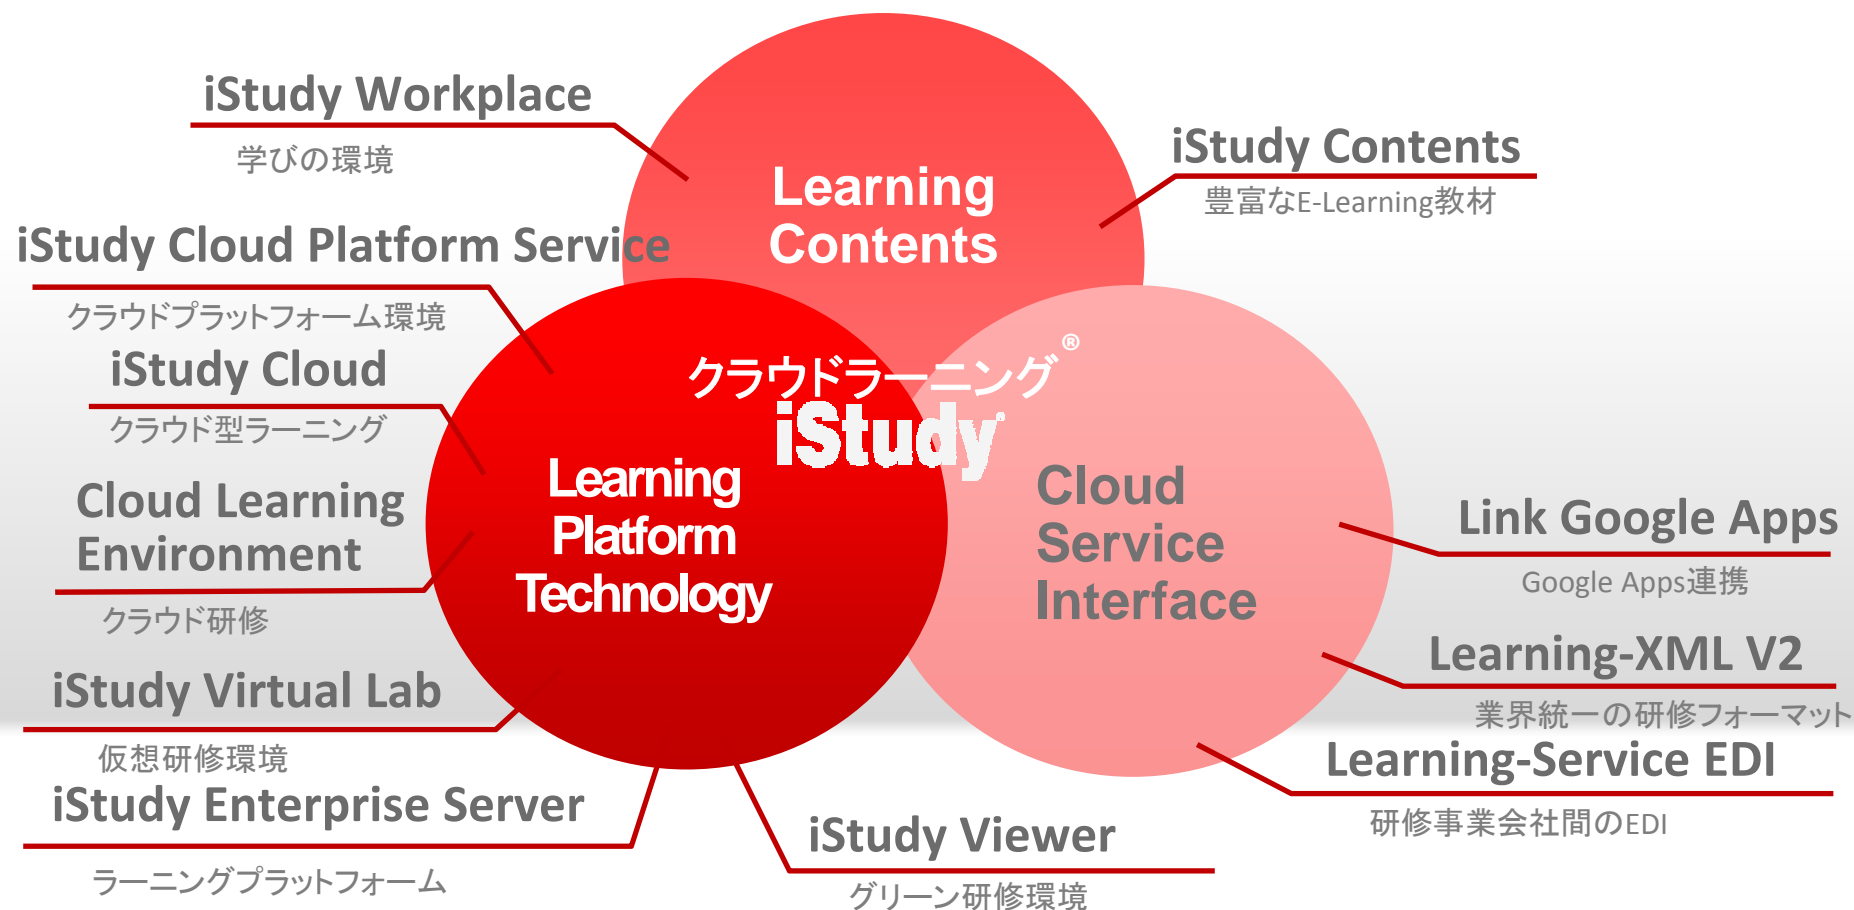 iStudy Workplace
学びの環境
iStudy Contents
豊富なE-Learning教材
Learning
Contents
iStudy Cloud Platform Service
クラウドプラットフォーム環境
iStudy Cloud
クラウド型ラーニング
Cloud Learning
Environment
クラウド研修
iStudy Virtual Lab
仮想研修環境
iStudy Enterprise Server
ラーニングプラットフォーム
クラウドラーニング®
iStudy®
Learning
Platform
Technology
Cloud
Service
Interface
iStudy Viewer
グリーン研修環境
Link Google Apps
Google Apps連携
Learning-XML V2
業界統一の研修フォーマット
Learning-Service EDI
研修事業会社間のEDI